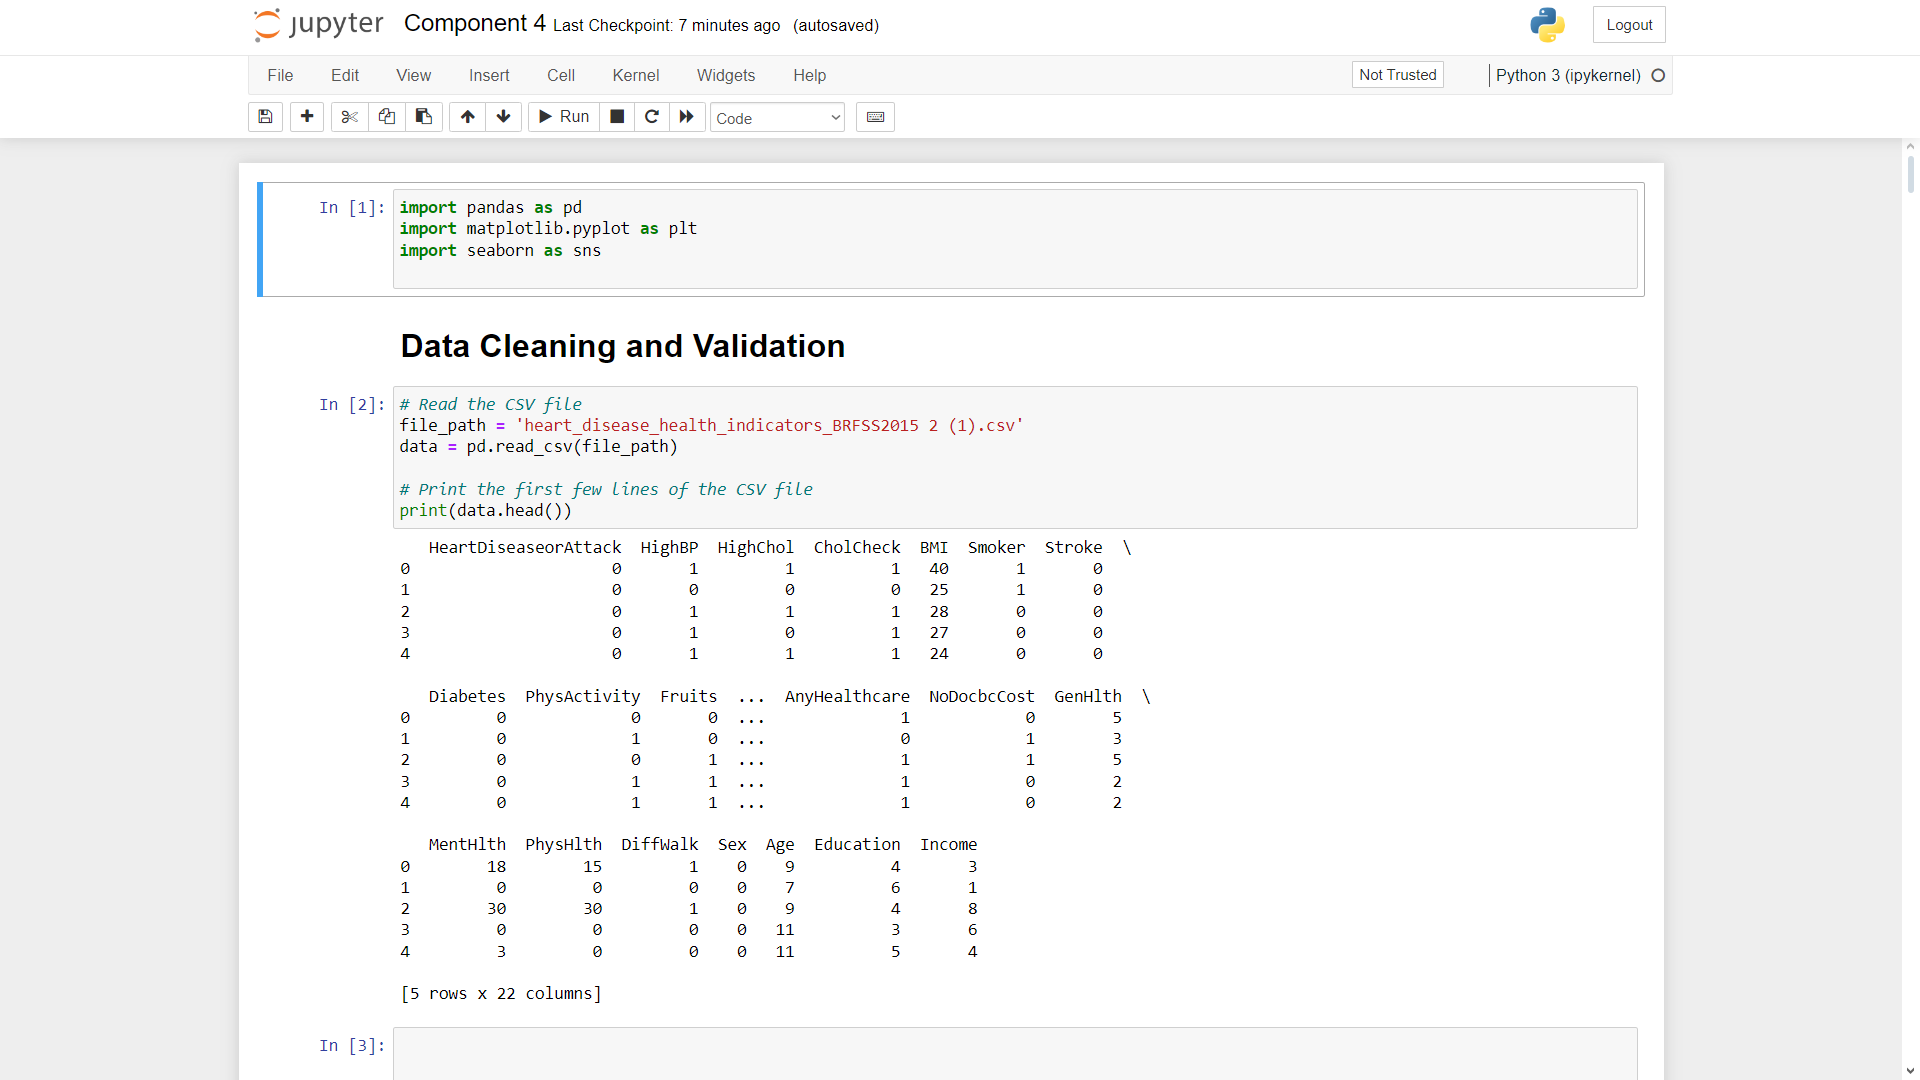 jupyter Component 4 Last Checkpoint: 7 minutes ago (autosaved) Logout
File Edit View Insert Cell Kernel Widgets Help Not Trusted Python 3 (ipykernel)
Run Code
In [1]: import pandas as pd
import matplotlib.pyplot as plt
import seaborn as sns
Data Cleaning and Validation
In [2]: # Read the CSV file
file_path = 'heart_disease_health_indicators_BRFSS2015 2 (1).csv'
data = pd.read_csv(file_path)
# Print the first few lines of the CSV file
print(data.head())
HeartDiseaseorAttack HighBP HighChol CholCheck BMI Smoker Stroke \
0 0 1 1 1 40 1 0
1 0 0 0 0 25 1 0
2 0 1 1 1 28 0 0
3 0 1 0 1 27 0 0
4 0 1 1 1 24 0 0
Diabetes PhysActivity Fruits ... AnyHealthcare NoDocbcCost GenHlth \
0 0 0 0 ... 1 0 5
1 0 1 0 ... 0 1 3
2 0 0 1 ... 1 1 5
3 0 1 1 ... 1 0 2
4 0 1 1 ... 1 0 2
MentHlth PhysHlth DiffWalk Sex Age Education Income
0 18 15 1 0 9 4 3
1 0 0 0 0 7 6 1
2 30 30 1 0 9 4 8
3 0 0 0 0 11 3 6
4 3 0 0 0 11 5 4
[5 rows x 22 columns]
In [3]: